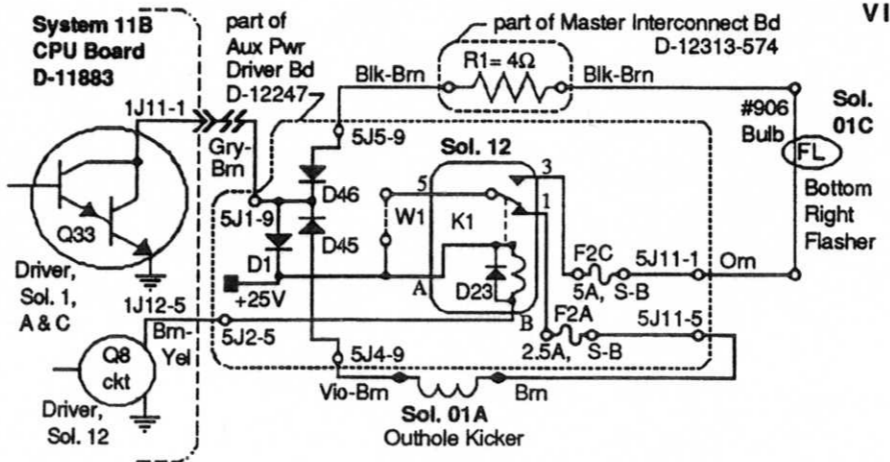 System 11B
CPU Board
D-11883
part of
Aux Pwr
Driver Bd
D-12247
part of Master Interconnect Bd
D-12313-574
VI
Blk-Brn
R1= 4Ω
Blk-Brn
1J11-1
Gry-
Brn
5J5-9
Sol. 12
#906
Bulb
Sol.
01C
FL
Bottom
Right
Flasher
Q33
Driver,
Sol. 1,
A & C
5J1-9
D46
D45
D1
+25V
W1
5
K1
3
1
A
D23
B
F2C
5A, S-B
5J11-1
Orn
F2A
2.5A, S-B
5J11-5
1J12-5
Brn-
Yel
5J2-5
Q8
ckt
Driver,
Sol. 12
5J4-9
Vio-Brn
Brn
Sol. 01A
Outhole Kicker